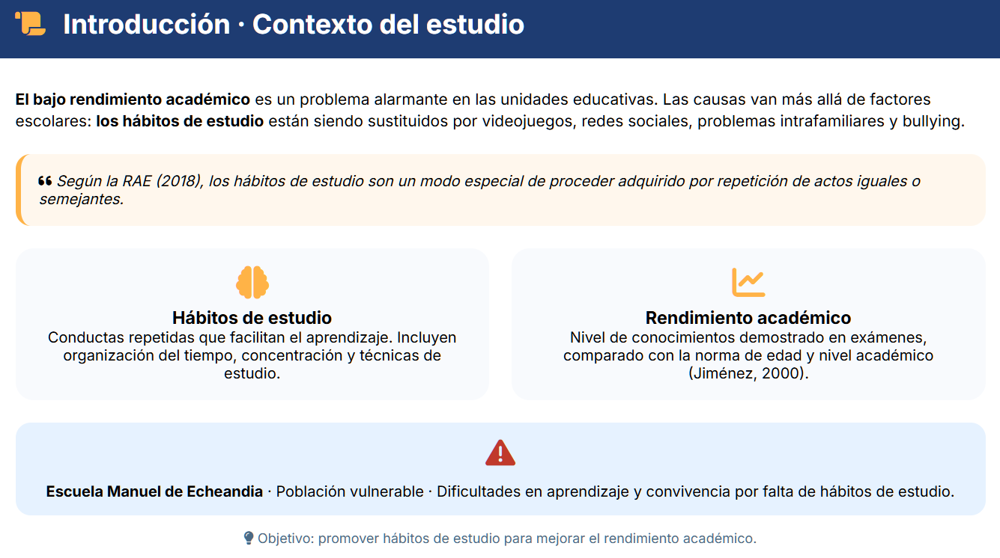 Introducción · Contexto del estudio
El bajo rendimiento académico es un problema alarmante en las unidades educativas. Las causas van más allá de factores
escolares: los hábitos de estudio están siendo sustituidos por videojuegos, redes sociales, problemas intrafamiliares y bullying.
“ Según la RAE (2018), los hábitos de estudio son un modo especial de proceder adquirido por repetición de actos iguales o
semejantes.
Hábitos de estudio
Conductas repetidas que facilitan el aprendizaje. Incluyen
organización del tiempo, concentración y técnicas de
estudio.
Rendimiento académico
Nivel de conocimientos demostrado en exámenes,
comparado con la norma de edad y nivel académico
(Jiménez, 2000).
Escuela Manuel de Echeandia · Población vulnerable · Dificultades en aprendizaje y convivencia por falta de hábitos de estudio.
Objetivo: promover hábitos de estudio para mejorar el rendimiento académico.